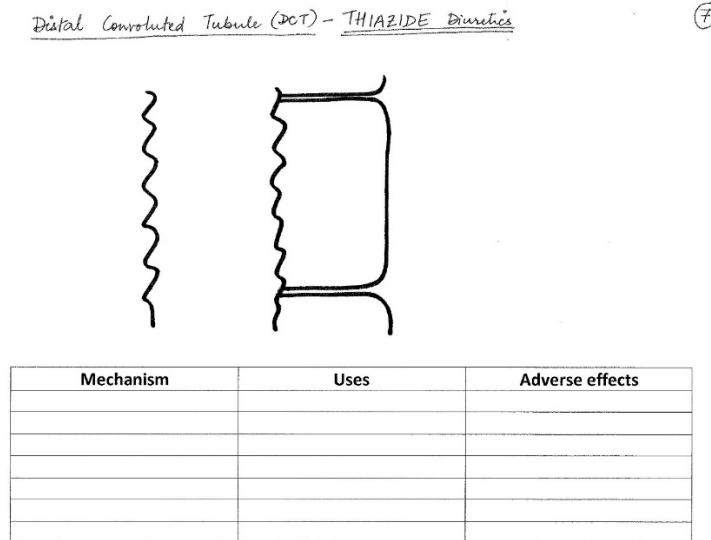 Distal Convoluted Tubule (DCT) - THIAZIDE Diuretics
7
Mechanism Uses Adverse effects